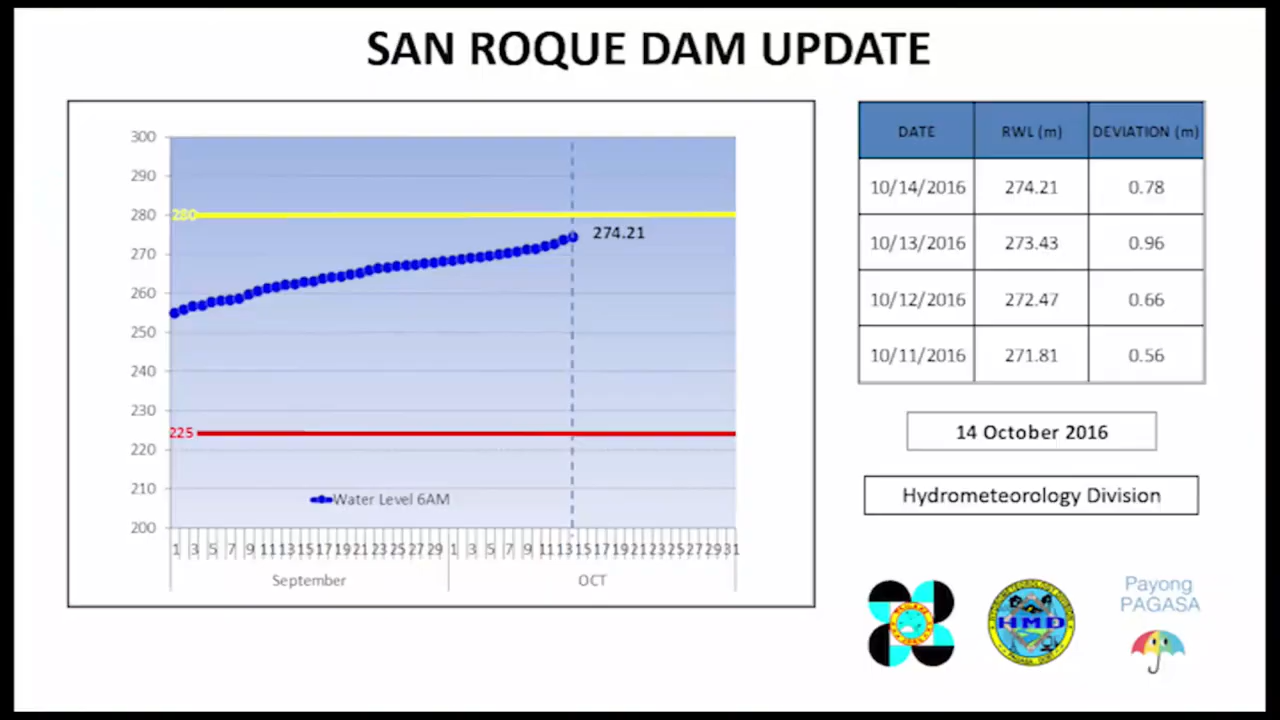 SAN ROQUE DAM UPDATE
300
290
280
270
260
250
240
230
220
210
200
280
274.21
225
Water Level 6AM
1 3 5 7 9 11 13 15 17 19 21 23 25 27 29 1 3 5 7 9 11 13 15 17 19 21 23 25 27 29 31
September OCT
DATE RWL (m) DEVIATION (m)
10/14/2016 274.21 0.78
10/13/2016 273.43 0.96
10/12/2016 272.47 0.66
10/11/2016 271.81 0.56
14 October 2016
Hydrometeorology Division
HMD
Payong
PAGASA